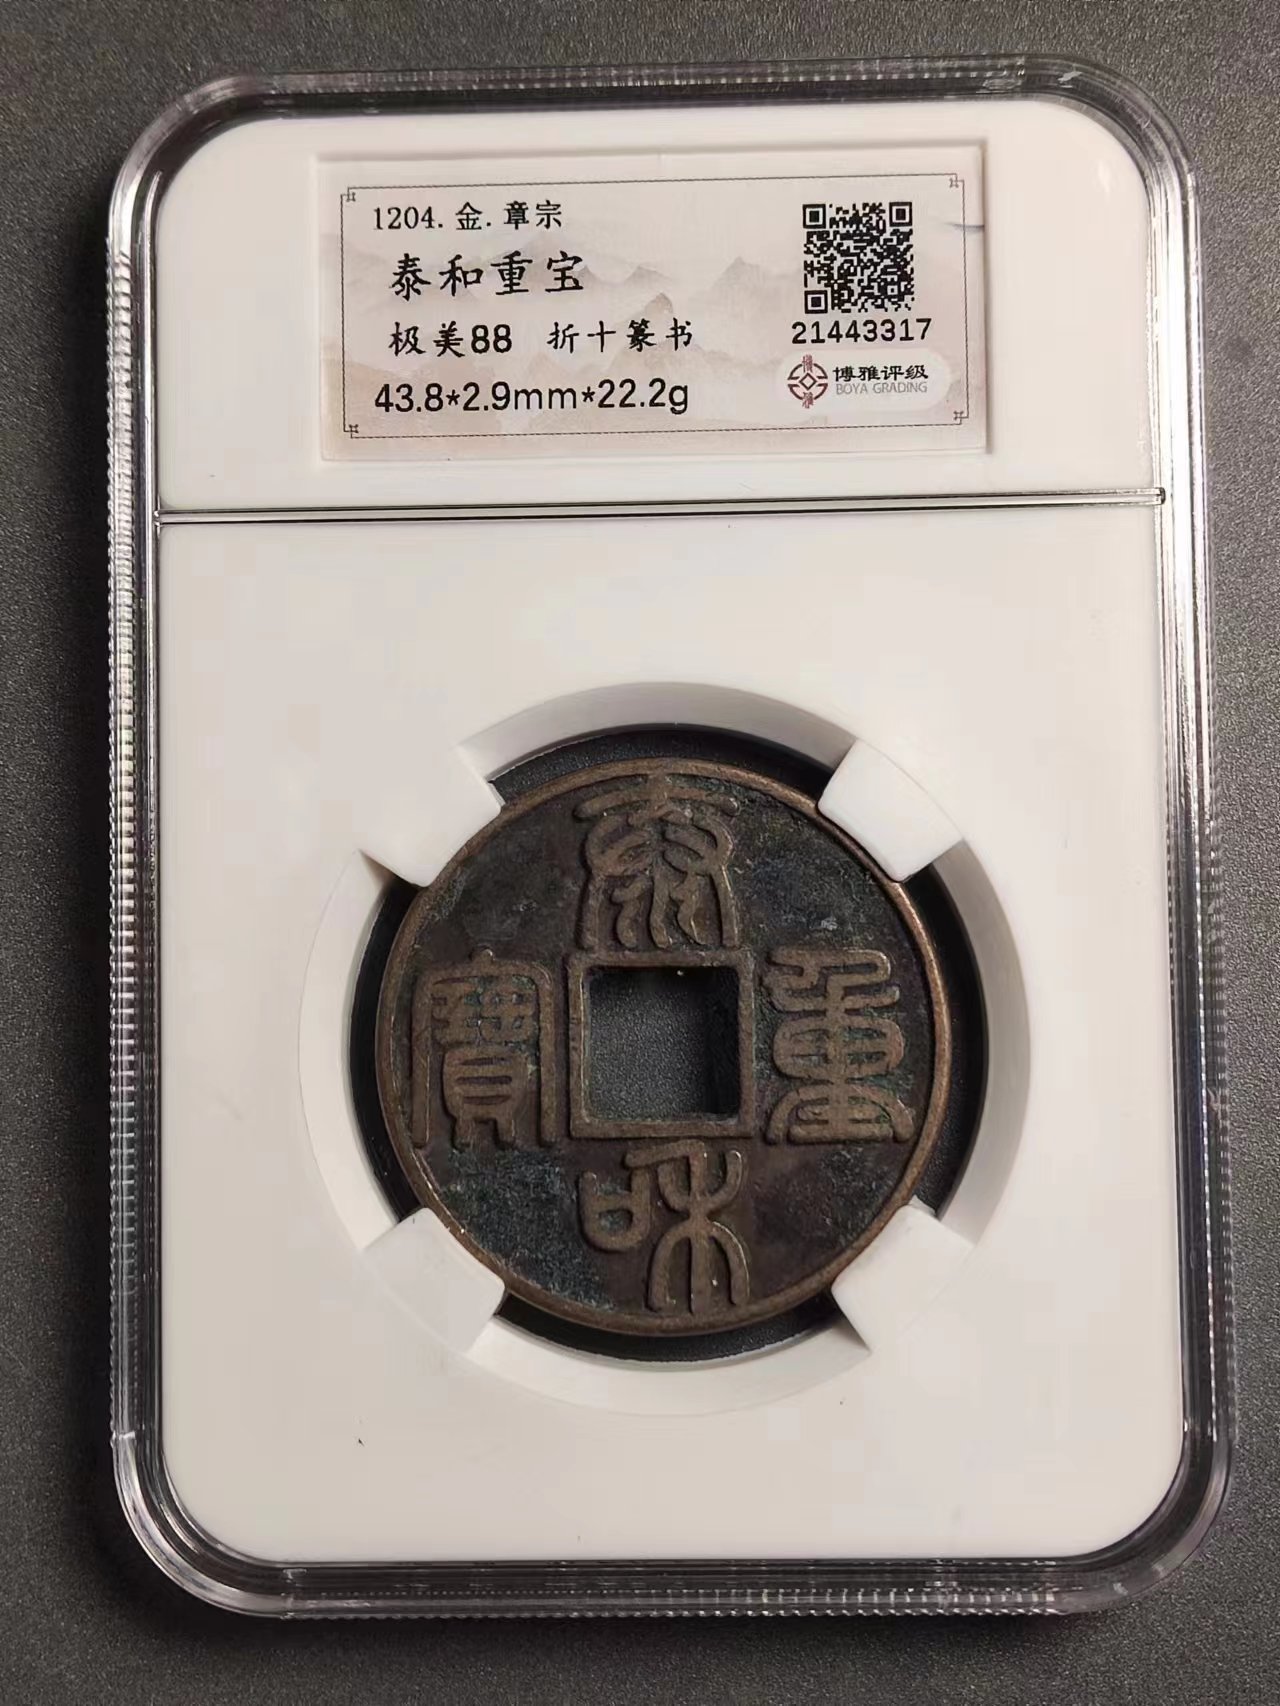 1204. 金. 章宗
泰和重宝
极美88 折十篆书
43.8*2.9mm*22.2g
21443317
博雅评级
BOYA GRADING
泰
和
重
寶